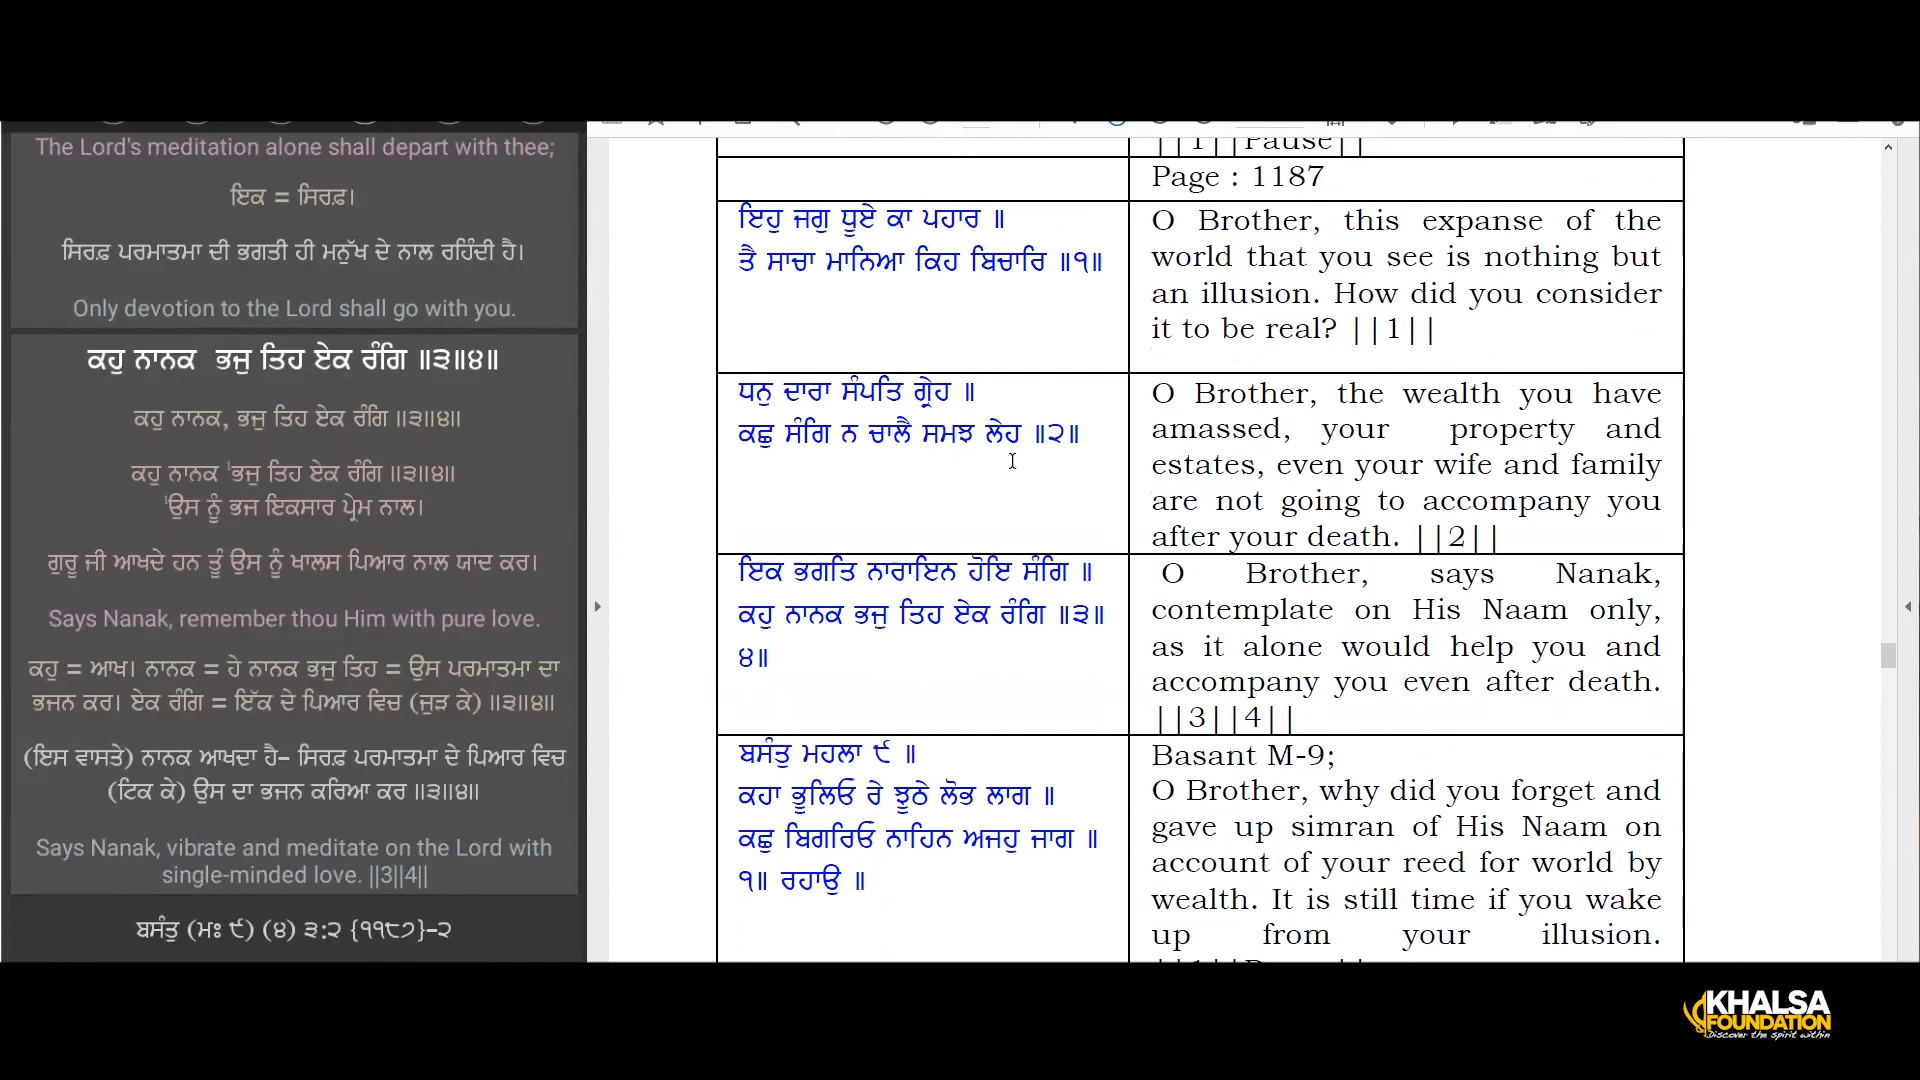 The Lord's meditation alone shall depart with thee;
ਇਕ = ਸਿਰਫ਼।
ਸਿਰਫ਼ ਪਰਮਾਤਮਾ ਦੀ ਭਗਤੀ ਹੀ ਮਨੁੱਖ ਦੇ ਨਾਲ ਰਹਿੰਦੀ ਹੈ।
Only devotion to the Lord shall go with you.
ਕਹੁ ਨਾਨਕ ਭਜੁ ਤਿਹ ਏਕ ਰੰਗਿ ॥੩॥੪॥
ਕਹੁ ਨਾਨਕ, ਭਜੁ ਤਿਹ ਏਕ ਰੰਗਿ ॥੩॥੪॥
ਕਹੁ ਨਾਨਕ ¹ਭਜੁ ਤਿਹ ਏਕ ਰੰਗਿ ॥੩॥੪॥
¹ਉਸ ਨੂੰ ਭਜ ਇਕਸਾਰ ਪ੍ਰੇਮ ਨਾਲ।
ਗੁਰੂ ਜੀ ਆਖਦੇ ਹਨ ਤੂੰ ਉਸ ਨੂੰ ਖਾਲਸ ਪਿਆਰ ਨਾਲ ਯਾਦ ਕਰ।
Says Nanak, remember thou Him with pure love.
ਕਹੁ = ਆਖ। ਨਾਨਕ = ਹੇ ਨਾਨਕ ਭਜੁ ਤਿਹ = ਉਸ ਪਰਮਾਤਮਾ ਦਾ
ਭਜਨ ਕਰ। ਏਕ ਰੰਗਿ = ਇੱਕ ਦੇ ਪਿਆਰ ਵਿਚ (ਜੁੜ ਕੇ) ॥੩॥੪॥
(ਇਸ ਵਾਸਤੇ) ਨਾਨਕ ਆਖਦਾ ਹੈ– ਸਿਰਫ਼ ਪਰਮਾਤਮਾ ਦੇ ਪਿਆਰ ਵਿਚ
(ਟਿਕ ਕੇ) ਉਸ ਦਾ ਭਜਨ ਕਰਿਆ ਕਰ ॥੩॥੪॥
Says Nanak, vibrate and meditate on the Lord with
single-minded love. ||3||4||
ਬਸੰਤੁ (ਮਃ ੯) (੪) ੩:੨ {੧੧੮੭}-੨
||1||Pause||
Page : 1187
ਇਹੁ ਜਗੁ ਧੂਏ ਕਾ ਪਹਾਰ ॥
ਤੈ ਸਾਚਾ ਮਾਨਿਆ ਕਿਹ ਬਿਚਾਰਿ ॥੧॥
O Brother, this expanse of the
world that you see is nothing but
an illusion. How did you consider
it to be real? ||1||
ਧਨੁ ਦਾਰਾ ਸੰਪਤਿ ਗ੍ਰੇਹ ॥
ਕਛੁ ਸੰਗਿ ਨ ਚਾਲੈ ਸਮਝ ਲੇਹ ॥੨॥
O Brother, the wealth you have
amassed, your property and
estates, even your wife and family
are not going to accompany you
after your death. ||2||
ਇਕ ਭਗਤਿ ਨਾਰਾਇਨ ਹੋਇ ਸੰਗਿ ॥
ਕਹੁ ਨਾਨਕ ਭਜੁ ਤਿਹ ਏਕ ਰੰਗਿ ॥੩॥
੪॥
O Brother, says Nanak,
contemplate on His Naam only,
as it alone would help you and
accompany you even after death.
||3||4||
ਬਸੰਤੁ ਮਹਲਾ ੯ ॥
ਕਹਾ ਭੂਲਿਓ ਰੇ ਝੂਠੇ ਲੋਭ ਲਾਗ ॥
ਕਛੁ ਬਿਗਰਿਓ ਨਾਹਿਨ ਅਜਹੁ ਜਾਗ ॥
੧॥ ਰਹਾਉ ॥
Basant M-9;
O Brother, why did you forget and
gave up simran of His Naam on
account of your reed for world by
wealth. It is still time if you wake
up from your illusion.
KHALSA
FOUNDATION
Discover the spirit within